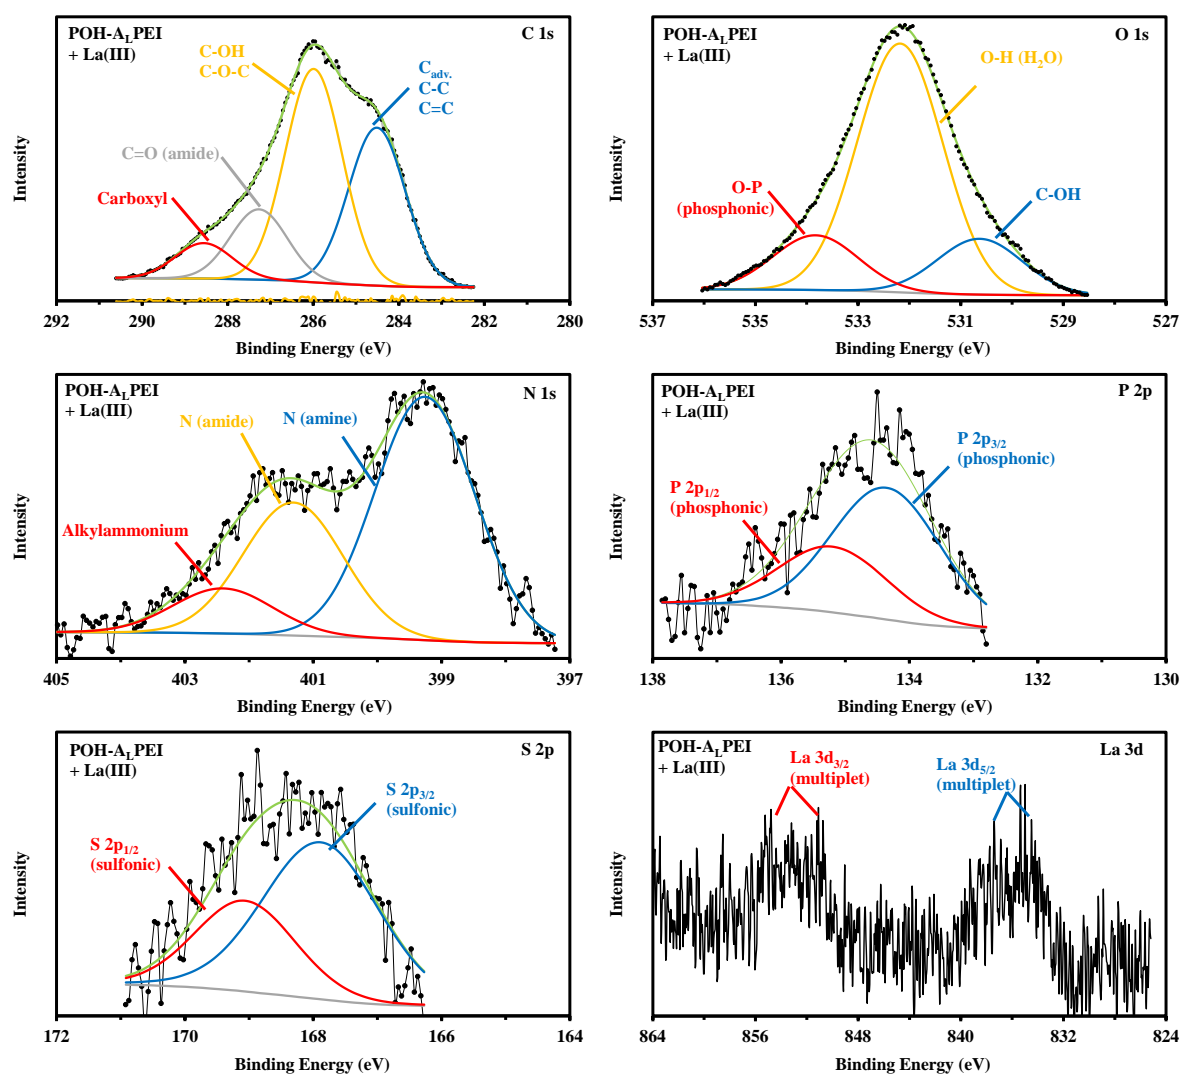 POH-ALPEI
+ La(III)
C 1s
C-OH
C-O-C
Cadv.
C-C
C=C
C=O (amide)
Carboxyl
Intensity
292 290 288 286 284 282 280
Binding Energy (eV)
POH-ALPEI
+ La(III)
O 1s
O-H (H2O)
O-P
(phosphonic)
C-OH
Intensity
537 535 533 531 529 527
Binding Energy (eV)
POH-ALPEI
+ La(III)
N 1s
N (amide)
N (amine)
Alkylammonium
Intensity
405 403 401 399 397
Binding Energy (eV)
POH-ALPEI
+ La(III)
P 2p
P 2p3/2
(phosphonic)
P 2p1/2
(phosphonic)
Intensity
138 136 134 132 130
Binding Energy (eV)
POH-ALPEI
+ La(III)
S 2p
S 2p3/2
(sulfonic)
S 2p1/2
(sulfonic)
Intensity
172 170 168 166 164
Binding Energy (eV)
POH-ALPEI
+ La(III)
La 3d
La 3d3/2
(multiplet)
La 3d5/2
(multiplet)
Intensity
864 856 848 840 832 824
Binding Energy (eV)